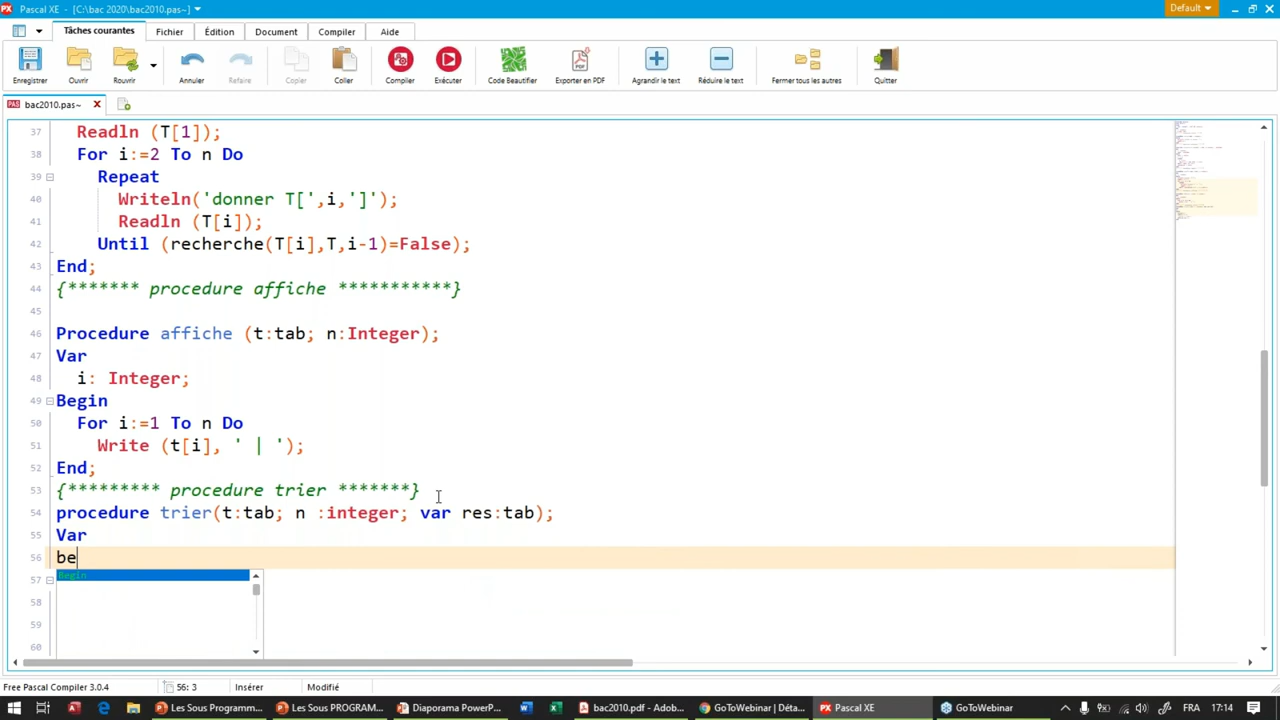 Pascal XE - [C:\bac 2020\bac2010.pas~]
Default
Tâches courantes Fichier Édition Document Compiler Aide
Enregistrer Ouvrir Rouvrir Annuler Refaire Copier Coller Compiler Exécuter Code Beautifier Exporter en PDF Agrandir le text Réduire le text Fermer tous les autres Quitter
bac2010.pas~
37 Readln (T[1]);
38 For i:=2 To n Do
39 Repeat
40 Writeln('donner T[',i,']');
41 Readln (T[i]);
42 Until (recherche(T[i],T,i-1)=False);
43 End;
44 {******* procedure affiche ***********}
45
46 Procedure affiche (t:tab; n:Integer);
47 Var
48 i: Integer;
49 Begin
50 For i:=1 To n Do
51 Write (t[i], ' | ');
52 End;
53 {********* procedure trier *******}
54 procedure trier(t:tab; n :integer; var res:tab);
55 Var
56 be
57 Begin
58
59
60
Free Pascal Compiler 3.0.4 56: 3 Insérer Modifié
Les Sous Programm... Les Sous PROGRAM... Diaporama PowerP... bac2010.pdf - Adob... GoToWebinar | Déta... Pascal XE GoToWebinar FRA 17:14